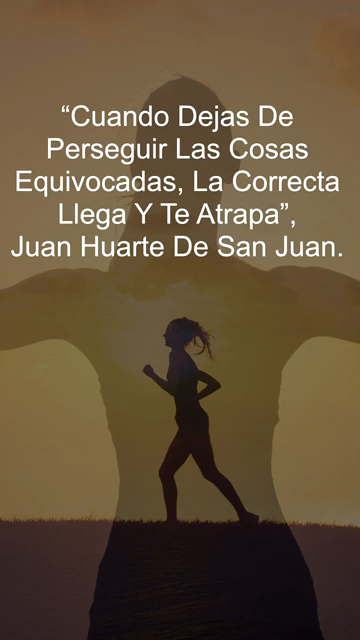 “Cuando Dejas De
Perseguir Las Cosas
Equivocadas, La Correcta
Llega Y Te Atrapa”,
Juan Huarte De San Juan.